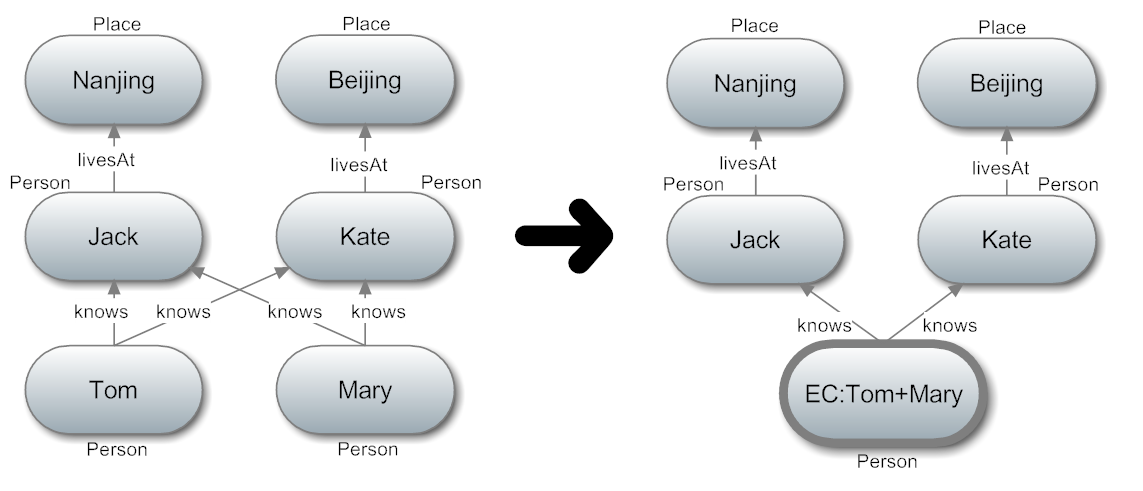 Place
Place
Nanjing
Beijing
livesAt
livesAt
Person
Person
Jack
Kate
knows
knows
knows
knows
Tom
Mary
Person
Person
Place
Place
Nanjing
Beijing
livesAt
livesAt
Person
Person
Jack
Kate
knows
knows
EC:Tom+Mary
Person